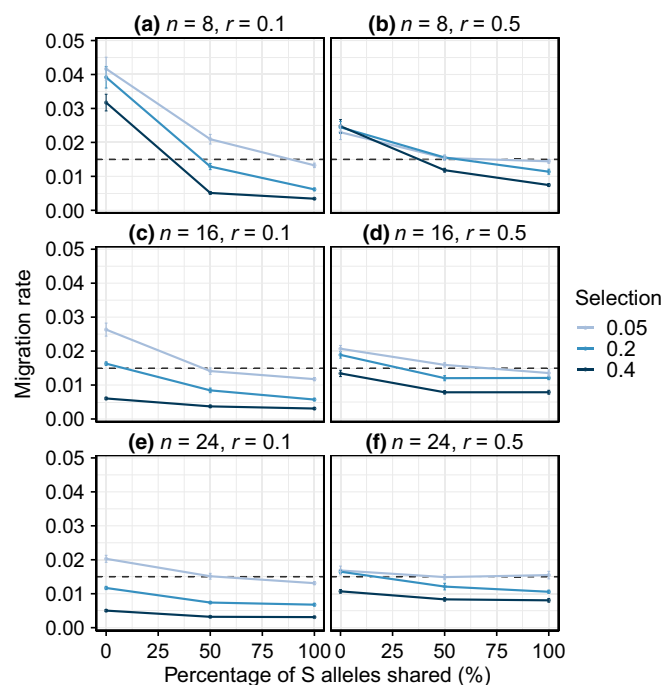 (a) n = 8, r = 0.1
(b) n = 8, r = 0.5
0.05
0.04
0.03
0.02
0.01
0.00
(c) n = 16, r = 0.1
(d) n = 16, r = 0.5
0.05
0.04
0.03
0.02
0.01
0.00
Migration rate
Selection
0.05
0.2
0.4
(e) n = 24, r = 0.1
(f) n = 24, r = 0.5
0.05
0.04
0.03
0.02
0.01
0.00
0 25 50 75 100 0 25 50 75 100
Percentage of S alleles shared (%)